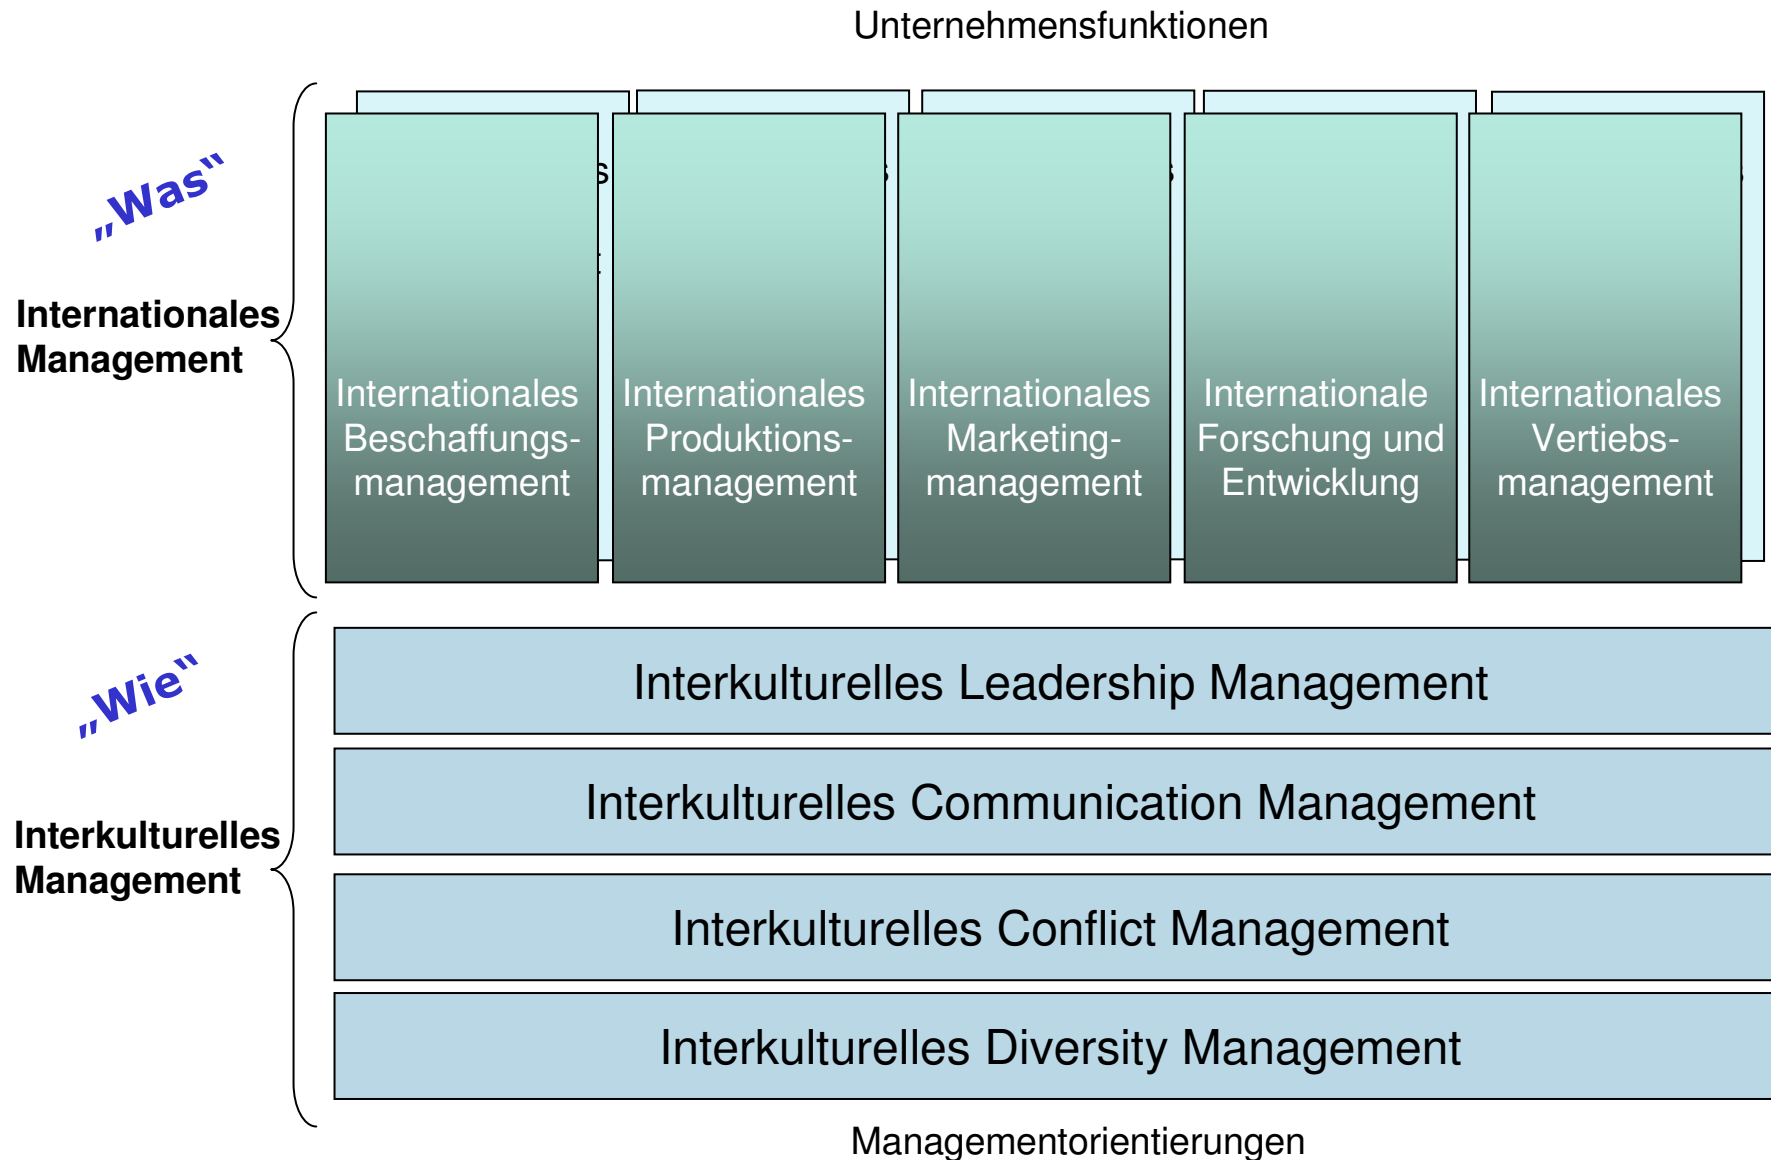 Unternehmensfunktionen
„Was“
Internationales
Management
Internationales
Beschaffungs-
management
Internationales
Produktions-
management
Internationales
Marketing-
management
Internationale
Forschung und
Entwicklung
Internationales
Vertiebs-
management
„Wie“
Interkulturelles
Management
Interkulturelles Leadership Management
Interkulturelles Communication Management
Interkulturelles Conflict Management
Interkulturelles Diversity Management
Managementorientierungen